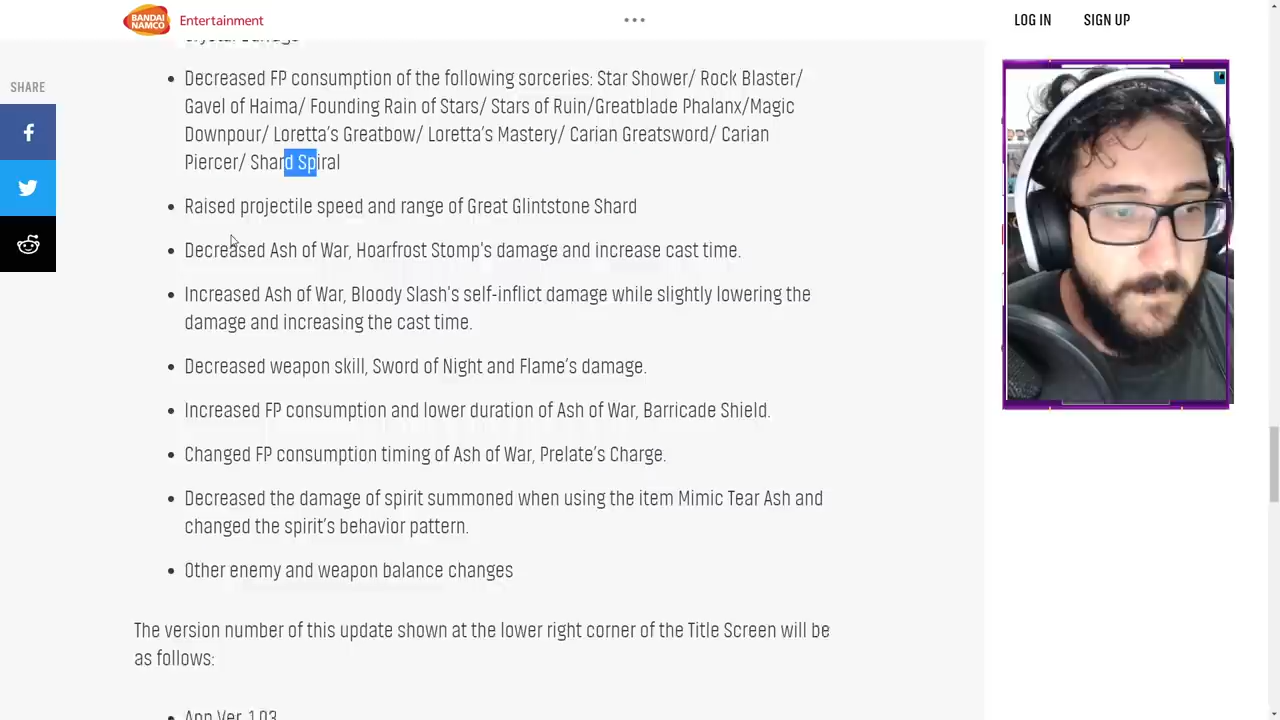 BANDAI
NAMCO
Entertainment
LOG IN
SIGN UP
SHARE
Crystal Barrage
Decreased FP consumption of the following sorceries: Star Shower/ Rock Blaster/
Gavel of Haima/ Founding Rain of Stars/ Stars of Ruin/Greatblade Phalanx/Magic
Downpour/ Loretta's Greatbow/ Loretta's Mastery/ Carian Greatsword/ Carian
Piercer/ Shard Spiral
Raised projectile speed and range of Great Glintstone Shard
Decreased Ash of War, Hoarfrost Stomp's damage and increase cast time.
Increased Ash of War, Bloody Slash's self-inflict damage while slightly lowering the
damage and increasing the cast time.
Decreased weapon skill, Sword of Night and Flame's damage.
Increased FP consumption and lower duration of Ash of War, Barricade Shield.
Changed FP consumption timing of Ash of War, Prelate's Charge.
Decreased the damage of spirit summoned when using the item Mimic Tear Ash and
changed the spirit's behavior pattern.
Other enemy and weapon balance changes
The version number of this update shown at the lower right corner of the Title Screen will be
as follows:
App Ver. 1.03